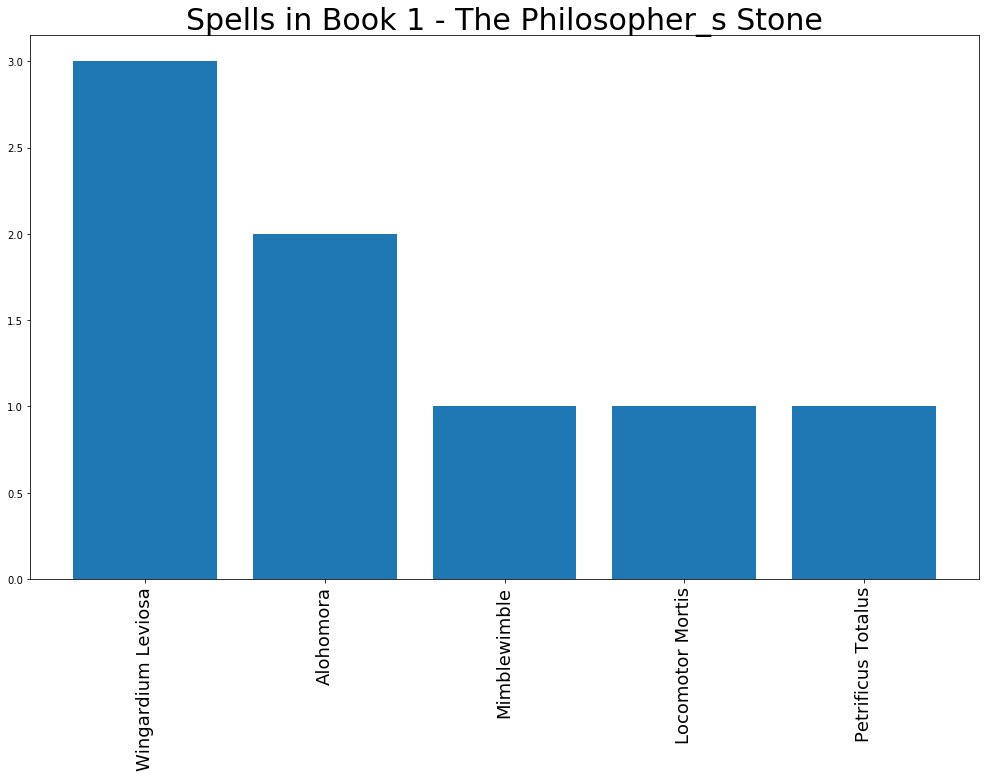 Spells in Book 1 - The Philosopher_s Stone
3.0
2.5
2.0
1.5
1.0
0.5
0.0
Wingardium Leviosa
Alohomora
Mimblewimble
Locomotor Mortis
Petrificus Totalus